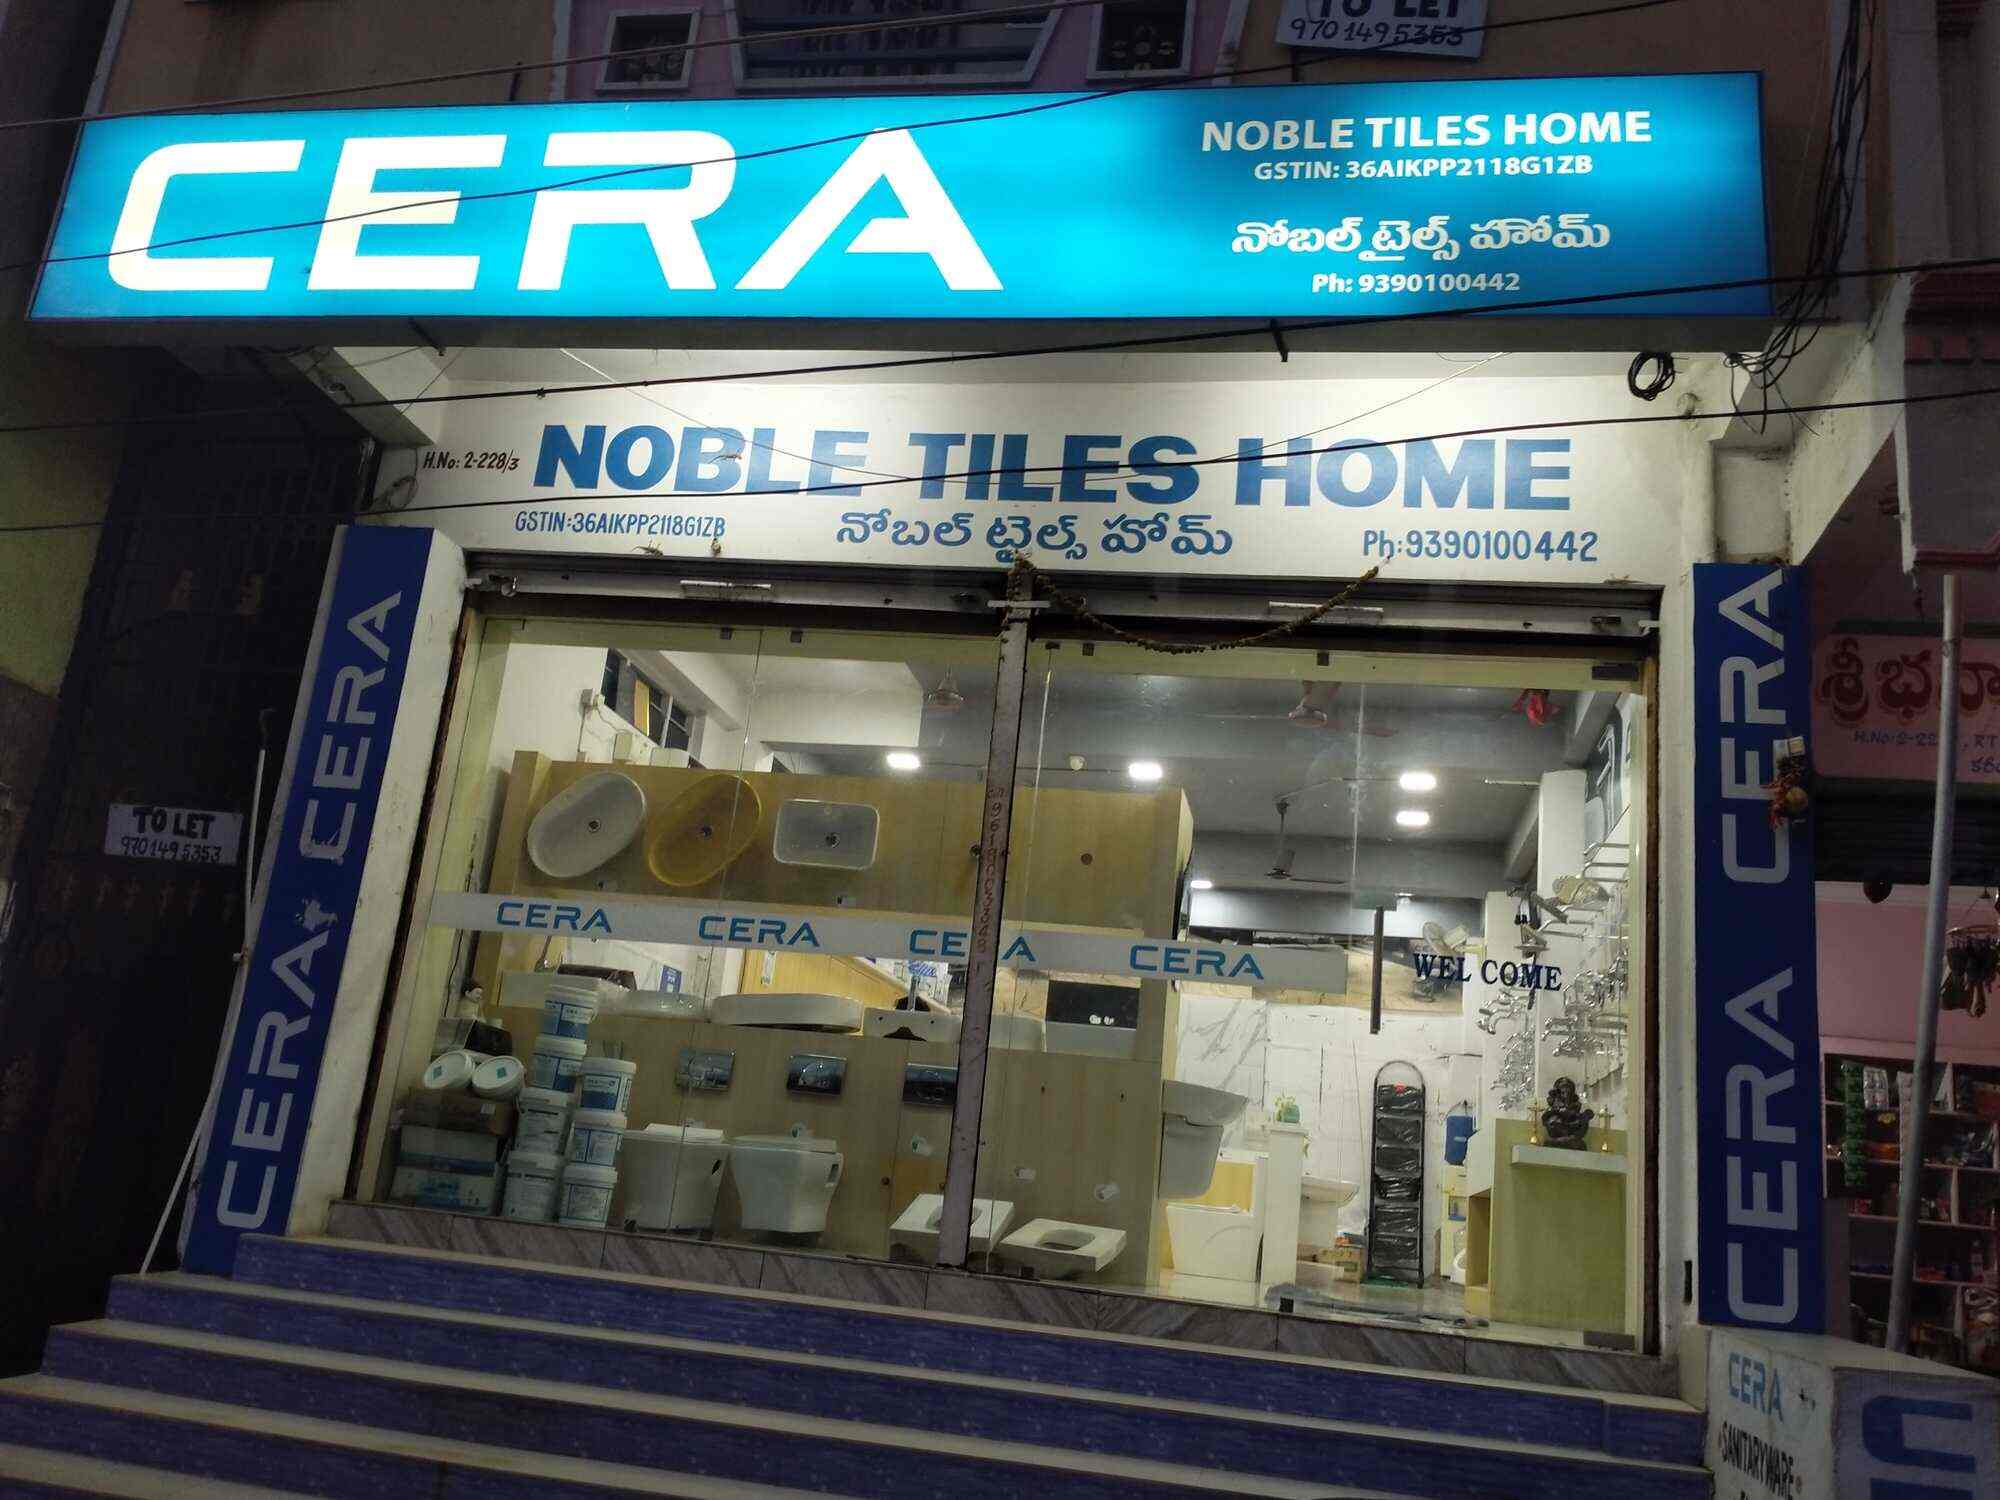 TO LET
9701495353
CERA
NOBLE TILES HOME
GSTIN: 36AIKPP2118G1ZB
నోబల్ టైల్స్ హోమ్
Ph: 9390100442
H.No: 2-228/3
NOBLE TILES HOME
GSTIN:36AIKPP2118G1ZB
నోబల్ టైల్స్ హోమ్
Ph:9390100442
CERA
CERA
CERA
CERA
TO LET
9701495353
శ్రీ
CERA
CERA
CERA
CERA
WEL COME
CERA
SANITARYWARE